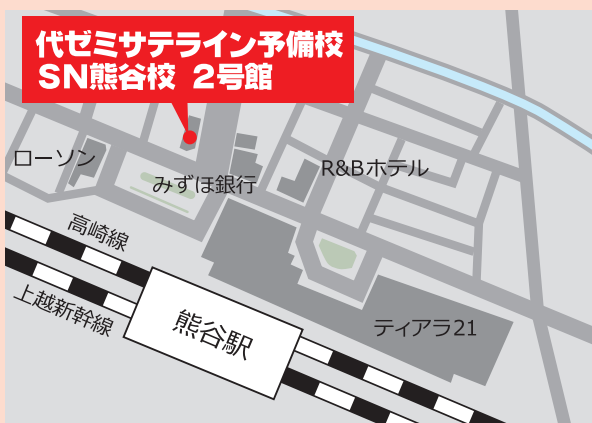 代ゼミサテライン予備校
SN熊谷校 2号館
ローソン
みずほ銀行
R&Bホテル
高崎線
上越新幹線
熊谷駅
ティアラ21